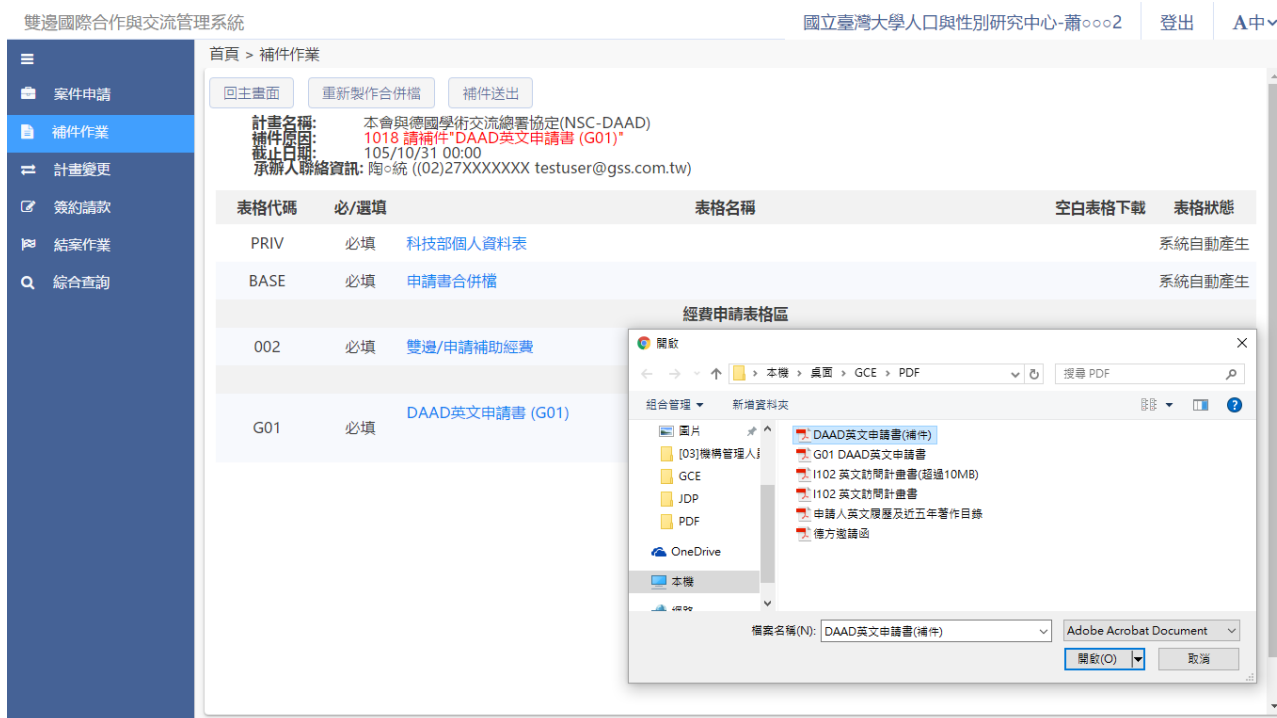 雙邊國際合作與交流管理系統
國立臺灣大學人口與性別研究中心-蕭○○○2 登出 A中
案件申請
補件作業
計畫變更
簽約請款
結案作業
綜合查詢
首頁 > 補件作業
回主畫面 重新製作合併檔 補件送出
計畫名稱: 本會與德國學術交流總署協定(NSC-DAAD)
補件原因: 1018 請補件"DAAD英文申請書 (G01)"
截止日期: 105/10/31 00:00
承辦人聯絡資訊: 陶○統 ((02)27XXXXXXX testuser@gss.com.tw)
表格代碼 必/選填 表格名稱 空白表格下載 表格狀態
PRIV 必填 科技部個人資料表 系統自動產生
BASE 必填 申請書合併檔 系統自動產生
經費申請表格區
002 必填 雙邊/申請補助經費
G01 必填 DAAD英文申請書 (G01)
開啟
本機 › 桌面 › GCE › PDF
搜尋 PDF
組合管理 新增資料夾
圖片
[03]機構管理人員
GCE
JDP
PDF
OneDrive
本機
網路
DAAD英文申請書(補件)
G01 DAAD英文申請書
I102 英文訪問計畫書(超過10MB)
I102 英文訪問計畫書
申請人英文履歷及近五年著作目錄
德方邀請函
檔案名稱(N): DAAD英文申請書(補件) Adobe Acrobat Document
開啟(O) 取消